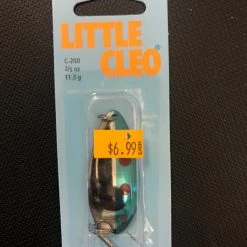 LITTLE
CLEO
C-200
2/5 oz
11.3 g
$6.99